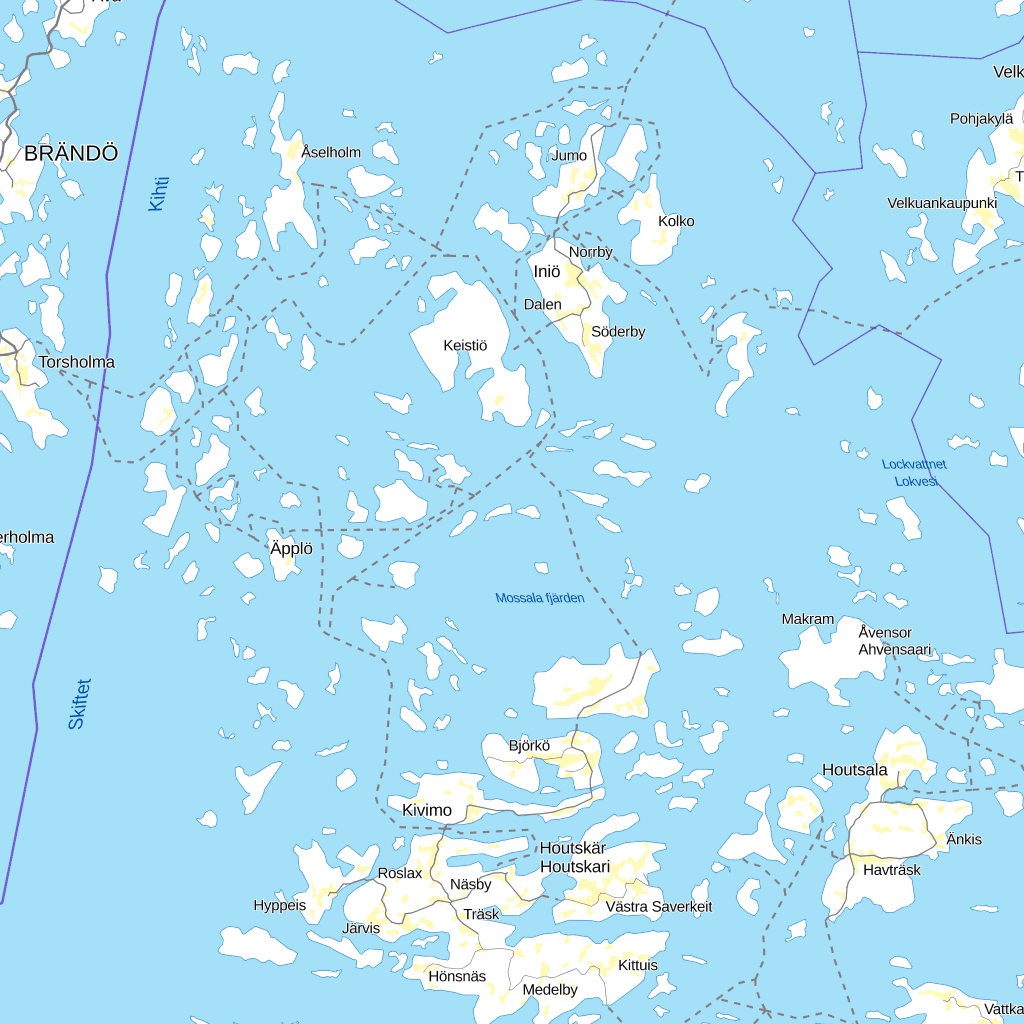 Velk
Pohjakylä
BRÄNDÖ
Åselholm
Jumo
T
Kihti
Velkuankaupunki
Kolko
Norrby
Iniö
Dalen
Söderby
Keistiö
Torsholma
Lockvattnet
Lokvesi
erholma
Äpplö
Mossala fjärden
Makram
Åvensor
Ahvensaari
Skiftet
Björkö
Houtsala
Kivimo
Änkis
Houtskär
Houtskari
Havträsk
Roslax
Näsby
Hyppeis
Västra Saverkeit
Träsk
Järvis
Kittuis
Hönsnäs
Medelby
Vattka